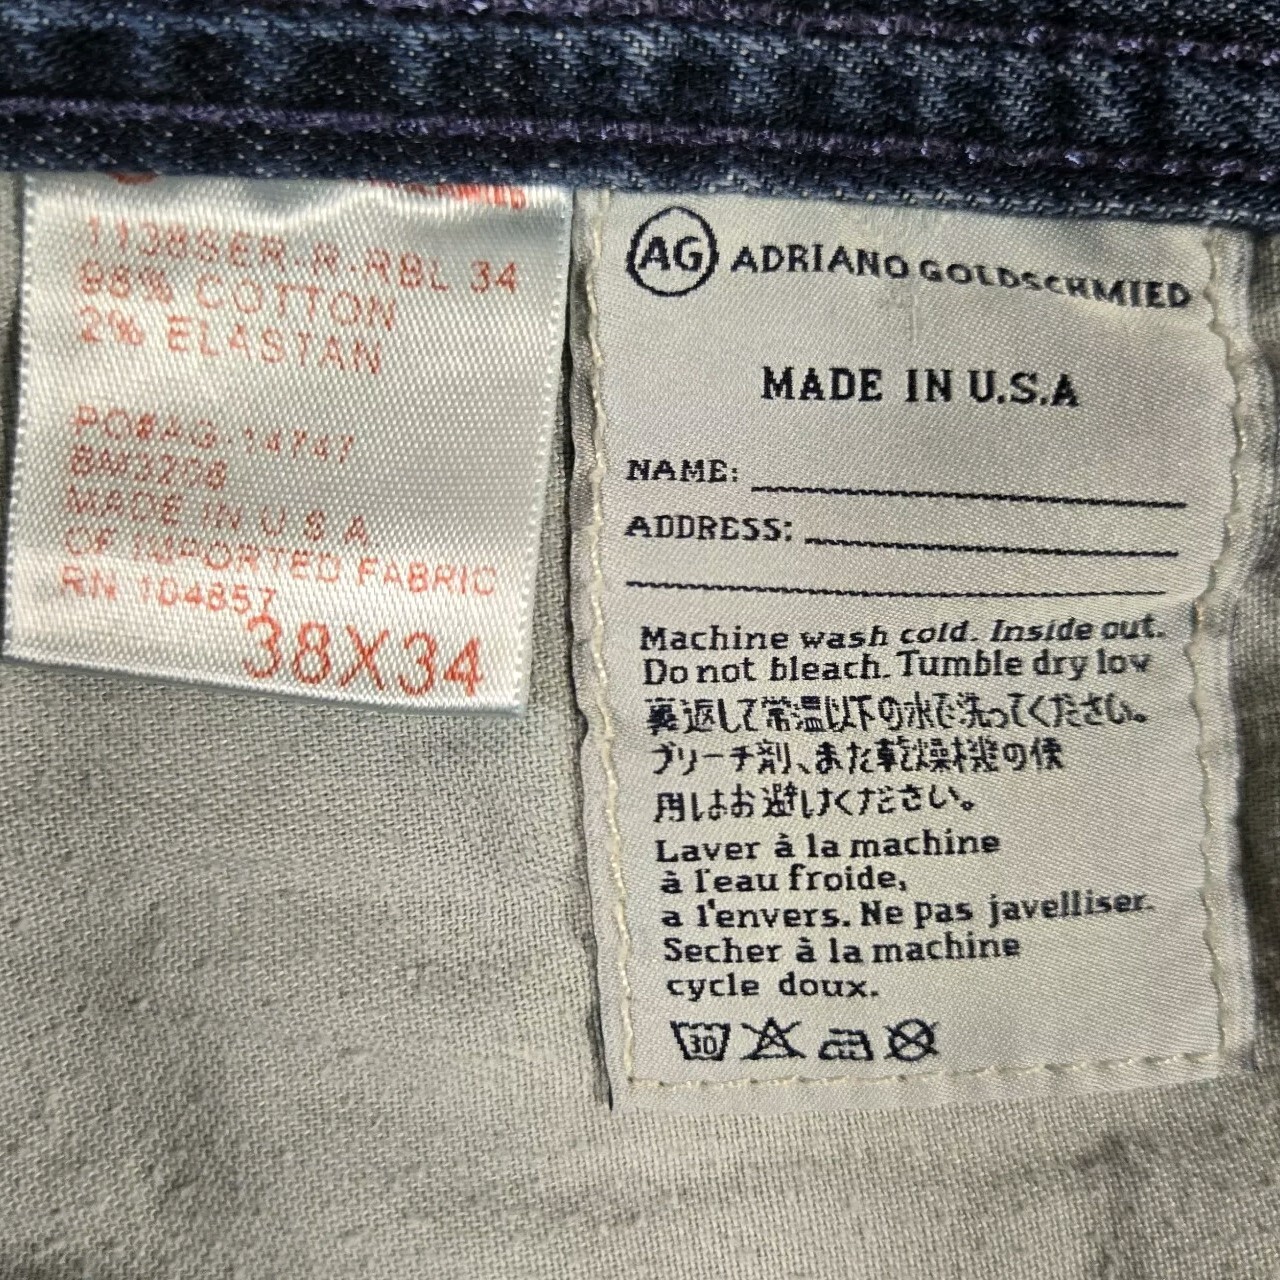 1138SER-R-RBL 34
98% COTTON
2% ELASTAN
PO#AG-14747
BM3208
MADE IN U S A
OF IMPORTED FABRIC
RN 104857
38X34
AG ADRIANO GOLDSCHMIED
MADE IN U.S.A
NAME:
ADDRESS:
Machine wash cold. Inside out.
Do not bleach. Tumble dry low
裏返して常温以下の水で洗ってください。
ブリーチ剤、また乾燥機の使
用はお避けください。
Laver à la machine
à l'eau froide,
a l'envers. Ne pas javelliser.
Secher à la machine
cycle doux.
30